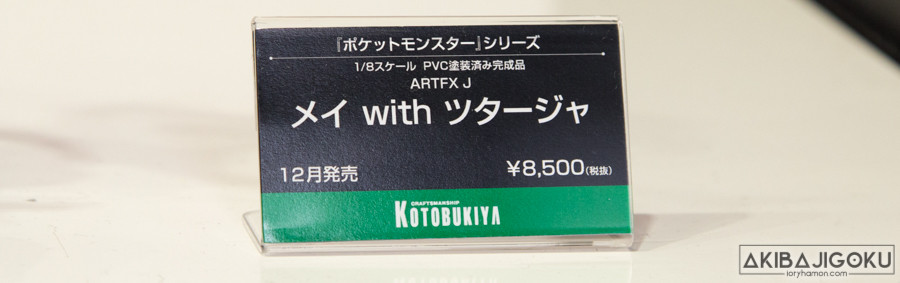 『ポケットモンスター』シリーズ
1/8スケール PVC塗装済み完成品
ARTFX J
メイ with ツタージャ
12月発売
¥8,500(税抜)
CRAFTSMANSHIP
KOTOBUKIYA
AKIBAJIGOKU
ioryhamon.com